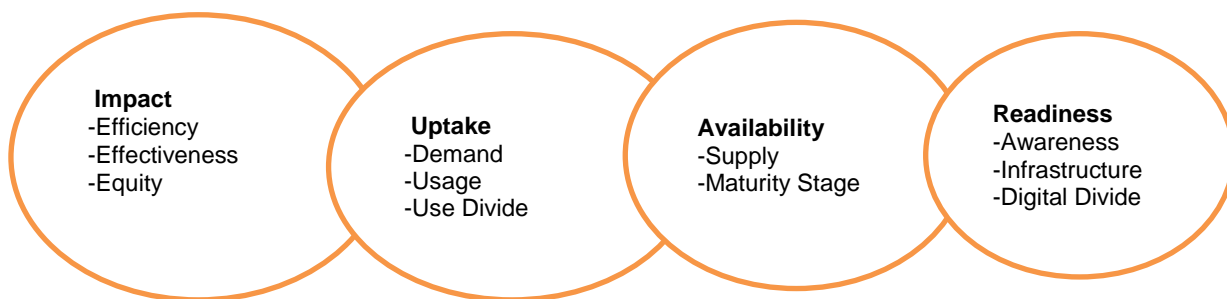 Impact
-Efficiency
-Effectiveness
-Equity
Uptake
-Demand
-Usage
-Use Divide
Availability
-Supply
-Maturity Stage
Readiness
-Awareness
-Infrastructure
-Digital Divide